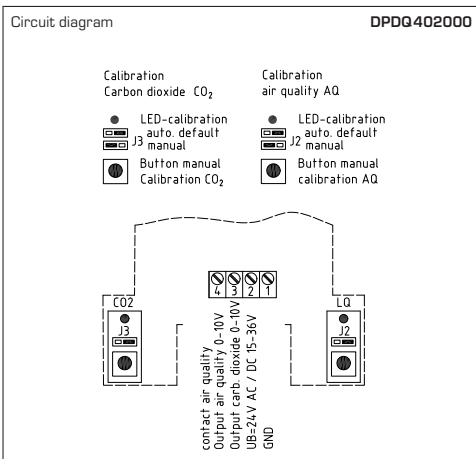 Circuit diagram
DPDQ402000
Calibration
Carbon dioxide CO₂
LED-calibration
auto. default
J3 manual
Button manual
Calibration CO₂
Calibration
air quality AQ
LED-calibration
auto. default
J2 manual
Button manual
calibration AQ
4 3 2 1
CO2
J3
LQ
J2
contact air quality
Output air quality 0-10V
Output carb. dioxide 0-10V
UB=24V AC / DC 15-36V
GND